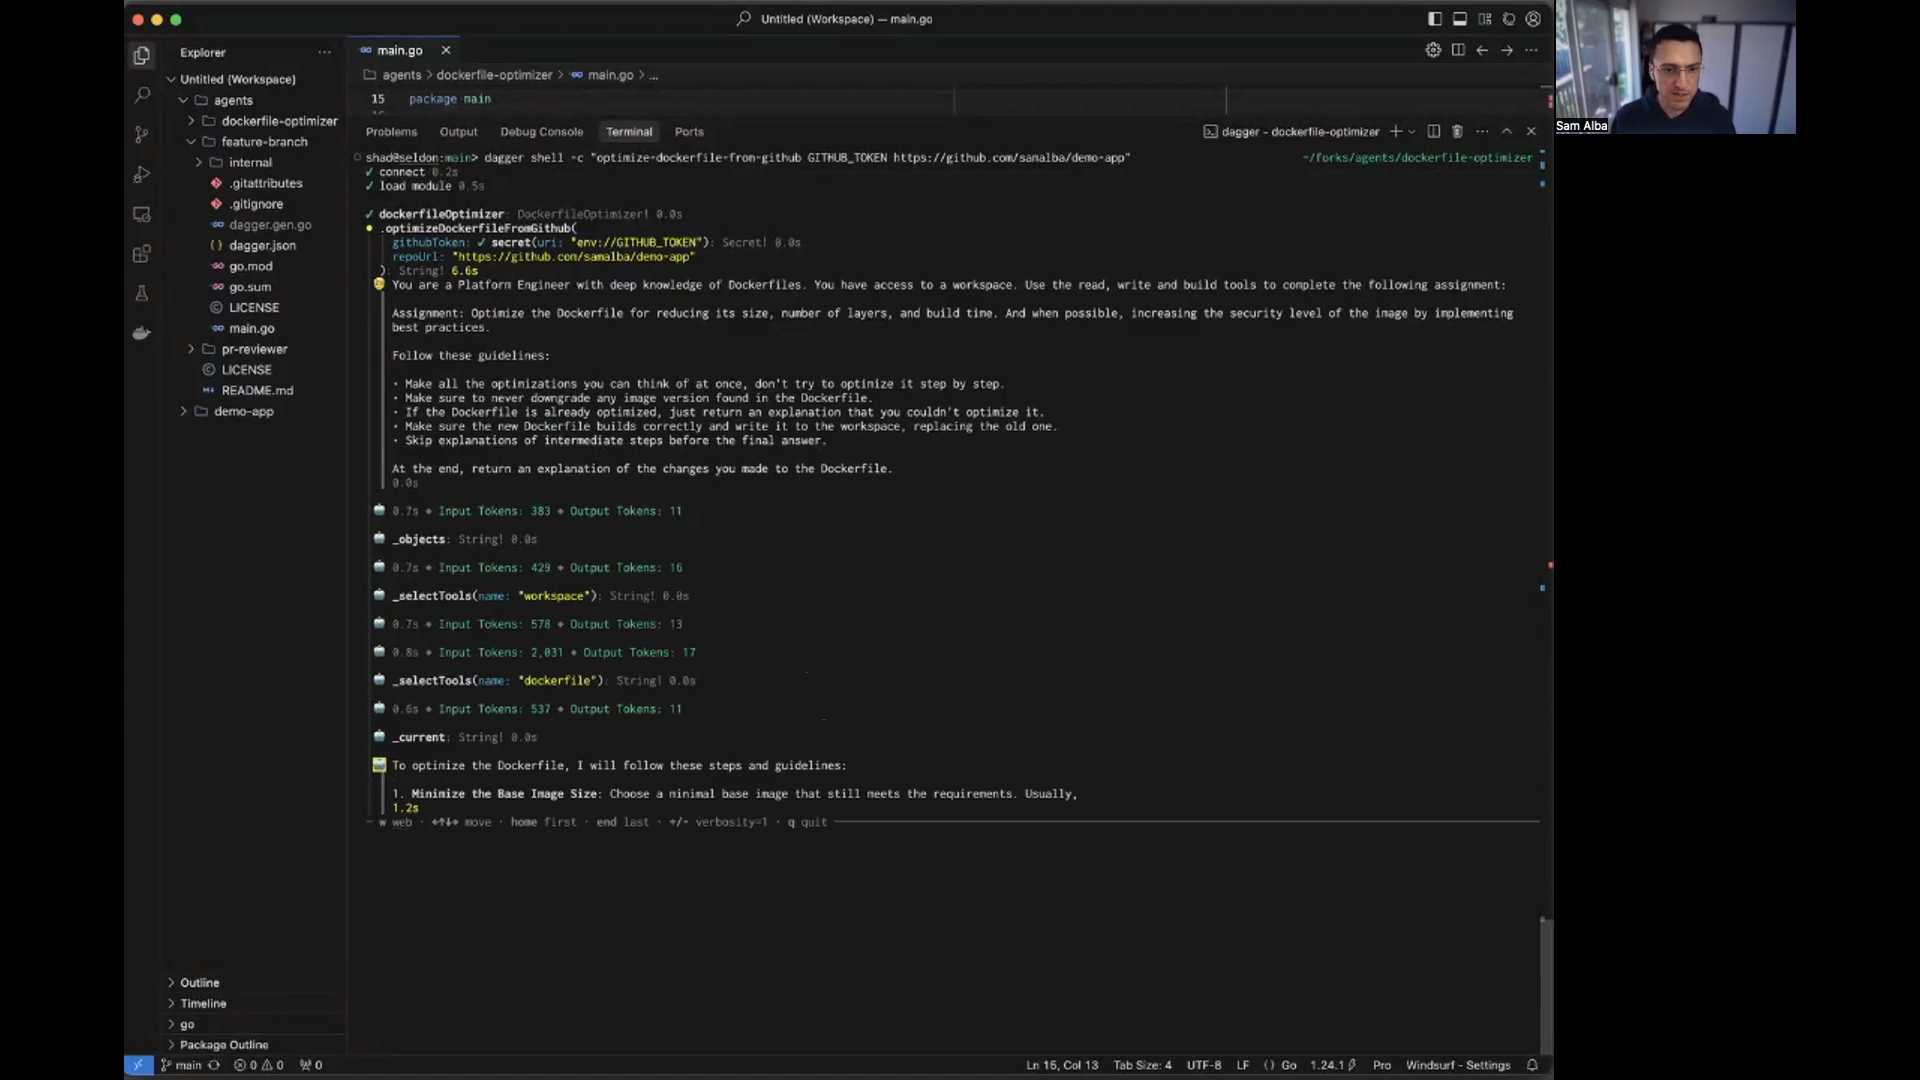 Untitled (Workspace) — main.go
Explorer
main.go
Untitled (Workspace)
agents
dockerfile-optimizer
feature-branch
internal
.gitattributes
.gitignore
dagger.gen.go
dagger.json
go.mod
go.sum
LICENSE
main.go
pr-reviewer
LICENSE
README.md
demo-app
Outline
Timeline
go
Package Outline
agents > dockerfile-optimizer > main.go > ...
15 package main
Problems Output Debug Console Terminal Ports
dagger - dockerfile-optimizer
shad@seldon:main> dagger shell -c "optimize-dockerfile-from-github GITHUB_TOKEN https://github.com/samalba/demo-app" ~/forks/agents/dockerfile-optimizer
✓ connect 0.2s
✓ load module 0.5s
✓ dockerfileOptimizer: DockerfileOptimizer! 0.0s
.optimizeDockerfileFromGithub(
githubToken: ✓ secret(uri: "env://GITHUB_TOKEN"): Secret! 0.0s
repoUrl: "https://github.com/samalba/demo-app"
): String! 6.6s
You are a Platform Engineer with deep knowledge of Dockerfiles. You have access to a workspace. Use the read, write and build tools to complete the following assignment:
Assignment: Optimize the Dockerfile for reducing its size, number of layers, and build time. And when possible, increasing the security level of the image by implementing
best practices.
Follow these guidelines:
• Make all the optimizations you can think of at once, don't try to optimize it step by step.
• Make sure to never downgrade any image version found in the Dockerfile.
• If the Dockerfile is already optimized, just return an explanation that you couldn't optimize it.
• Make sure the new Dockerfile builds correctly and write it to the workspace, replacing the old one.
• Skip explanations of intermediate steps before the final answer.
At the end, return an explanation of the changes you made to the Dockerfile.
0.0s
0.7s ◆ Input Tokens: 383 ◆ Output Tokens: 11
_objects: String! 0.0s
0.7s ◆ Input Tokens: 429 ◆ Output Tokens: 16
_selectTools(name: "workspace"): String! 0.0s
0.7s ◆ Input Tokens: 578 ◆ Output Tokens: 13
0.8s ◆ Input Tokens: 2,031 ◆ Output Tokens: 17
_selectTools(name: "dockerfile"): String! 0.0s
0.6s ◆ Input Tokens: 537 ◆ Output Tokens: 11
_current: String! 0.0s
To optimize the Dockerfile, I will follow these steps and guidelines:
1. Minimize the Base Image Size: Choose a minimal base image that still meets the requirements. Usually,
1.2s
w web · ←↑↓→ move · home first · end last · +/- verbosity=1 · q quit
main 0 0 0 Ln 15, Col 13 Tab Size: 4 UTF-8 LF Go 1.24.1 Pro Windsurf - Settings
Sam Alba